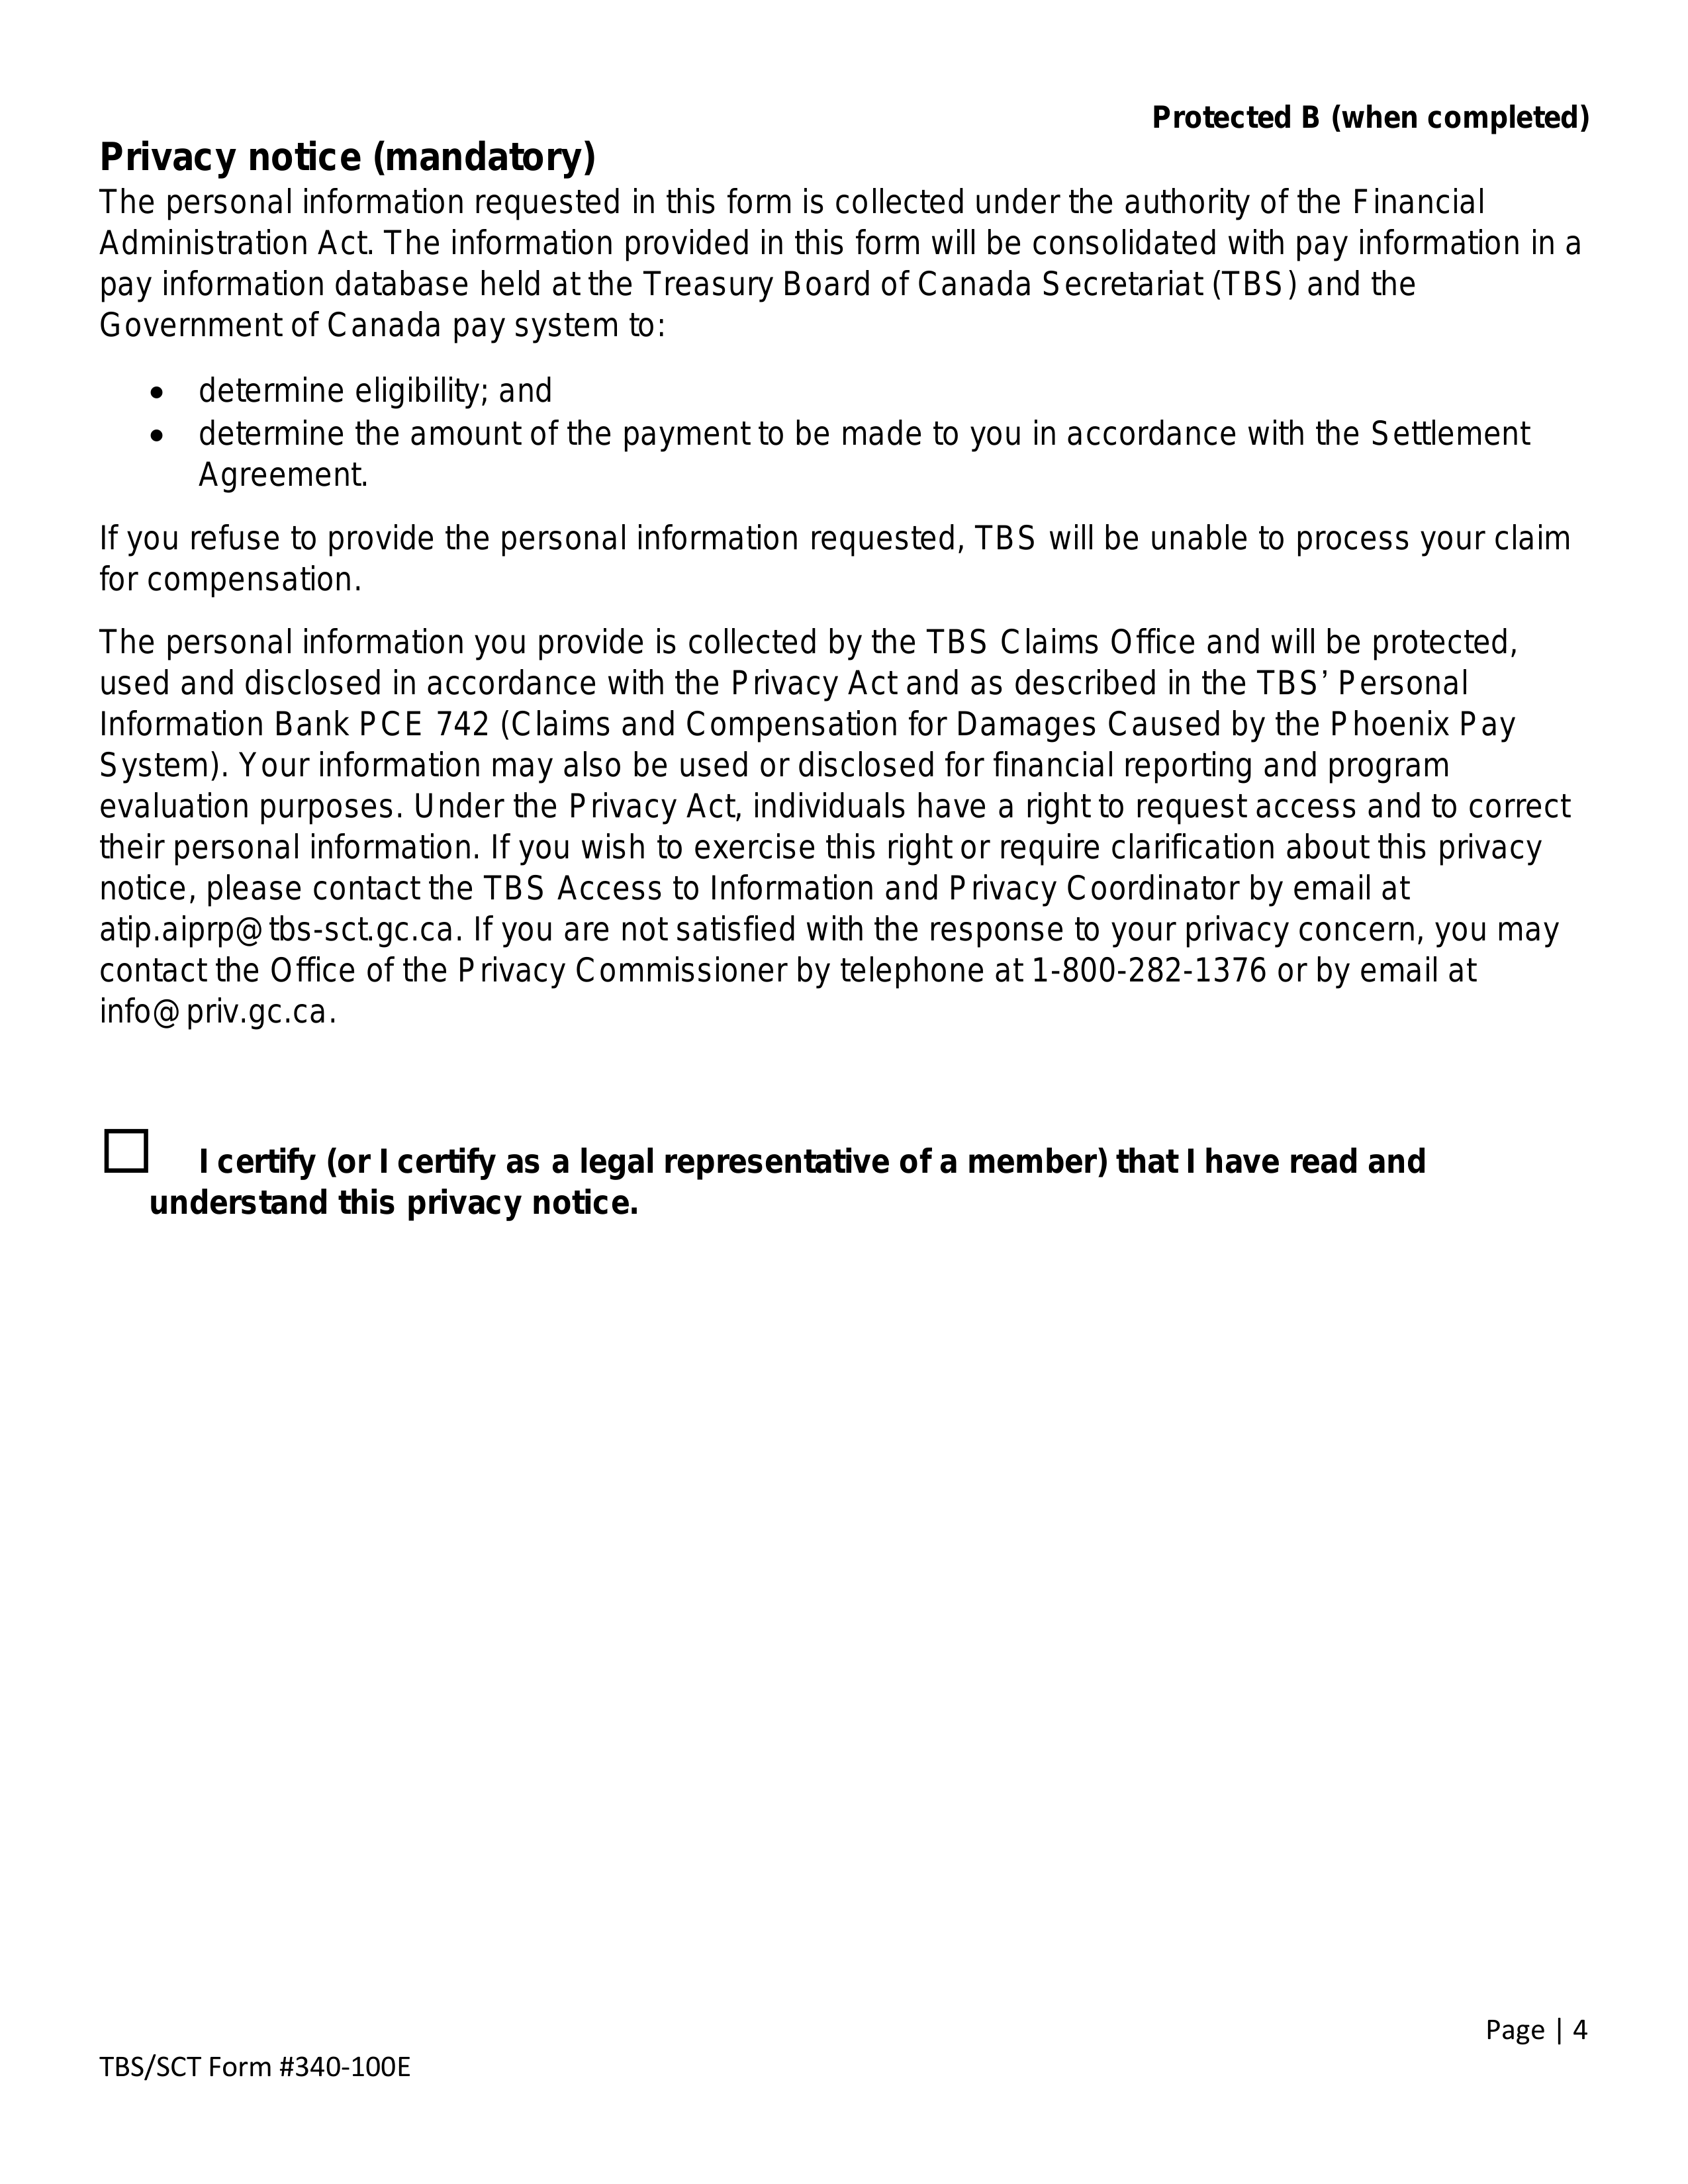 Protected B (when completed)
Privacy notice (mandatory)
The personal information requested in this form is collected under the authority of the Financial
Administration Act. The information provided in this form will be consolidated with pay information in a
pay information database held at the Treasury Board of Canada Secretariat (TBS) and the
Government of Canada pay system to:
• determine eligibility; and
• determine the amount of the payment to be made to you in accordance with the Settlement
Agreement.
If you refuse to provide the personal information requested, TBS will be unable to process your claim
for compensation.
The personal information you provide is collected by the TBS Claims Office and will be protected,
used and disclosed in accordance with the Privacy Act and as described in the TBS’ Personal
Information Bank PCE 742 (Claims and Compensation for Damages Caused by the Phoenix Pay
System). Your information may also be used or disclosed for financial reporting and program
evaluation purposes. Under the Privacy Act, individuals have a right to request access and to correct
their personal information. If you wish to exercise this right or require clarification about this privacy
notice, please contact the TBS Access to Information and Privacy Coordinator by email at
atip.aiprp@tbs-sct.gc.ca. If you are not satisfied with the response to your privacy concern, you may
contact the Office of the Privacy Commissioner by telephone at 1-800-282-1376 or by email at
info@priv.gc.ca.
☐ I certify (or I certify as a legal representative of a member) that I have read and
understand this privacy notice.
Page | 4
TBS/SCT Form #340-100E